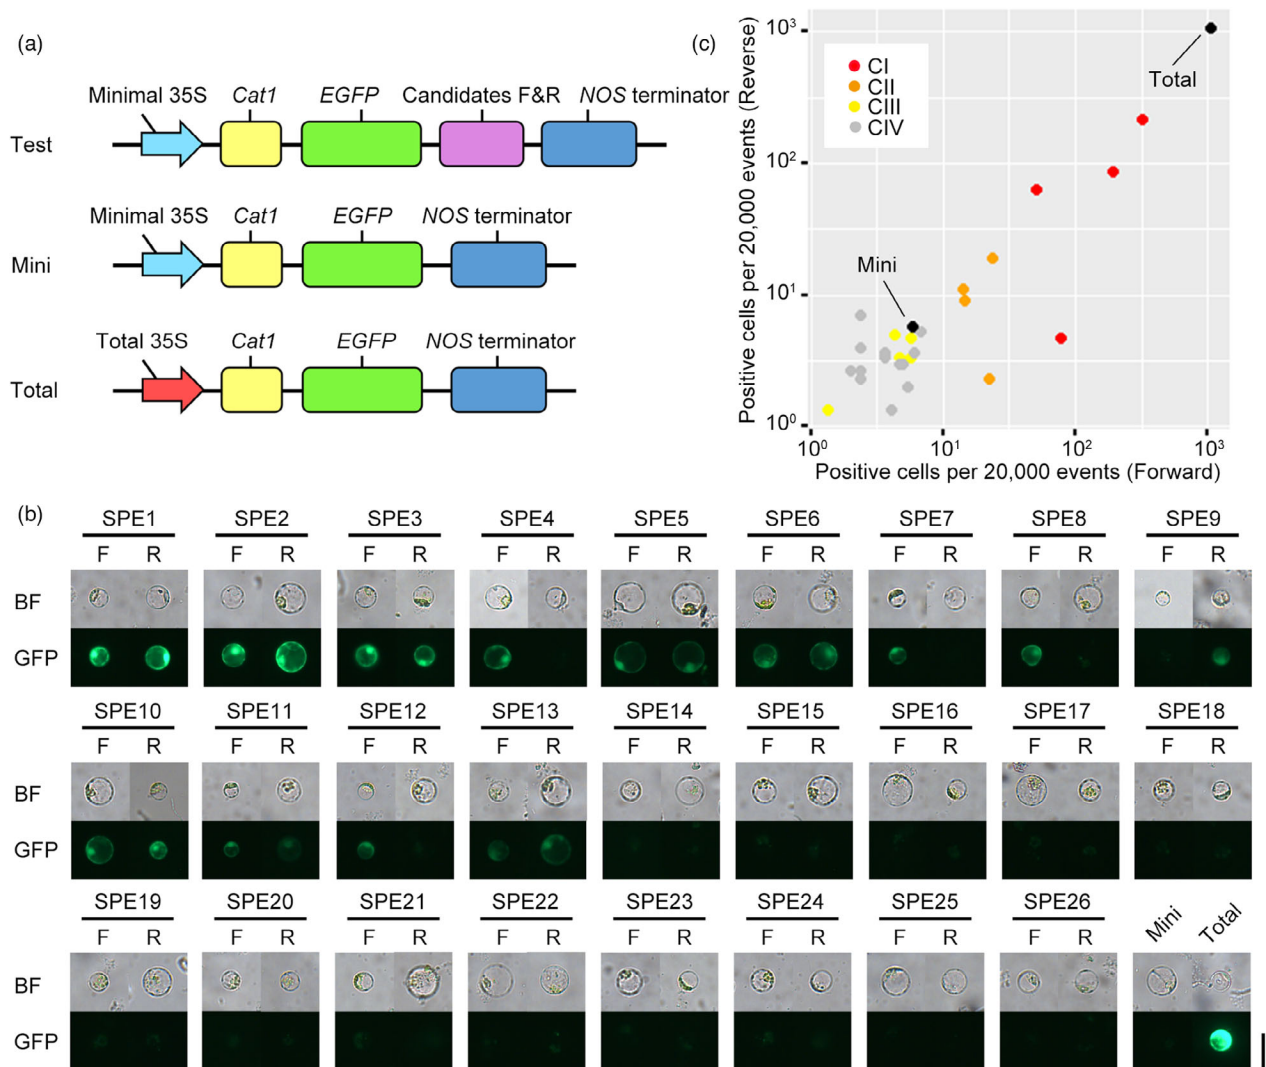 (a)
Minimal 35S Cat1 EGFP Candidates F&R NOS terminator
Test
Minimal 35S Cat1 EGFP NOS terminator
Mini
Total 35S Cat1 EGFP NOS terminator
Total
(c)
Positive cells per 20,000 events (Reverse)
10³
10²
10¹
10⁰
CI
CII
CIII
CIV
Total
Mini
10⁰ 10¹ 10² 10³
Positive cells per 20,000 events (Forward)
(b)
SPE1 SPE2 SPE3 SPE4 SPE5 SPE6 SPE7 SPE8 SPE9
F R F R F R F R F R F R F R F R F R
BF
GFP
SPE10 SPE11 SPE12 SPE13 SPE14 SPE15 SPE16 SPE17 SPE18
F R F R F R F R F R F R F R F R F R
BF
GFP
SPE19 SPE20 SPE21 SPE22 SPE23 SPE24 SPE25 SPE26 Mini Total
F R F R F R F R F R F R F R F R
BF
GFP